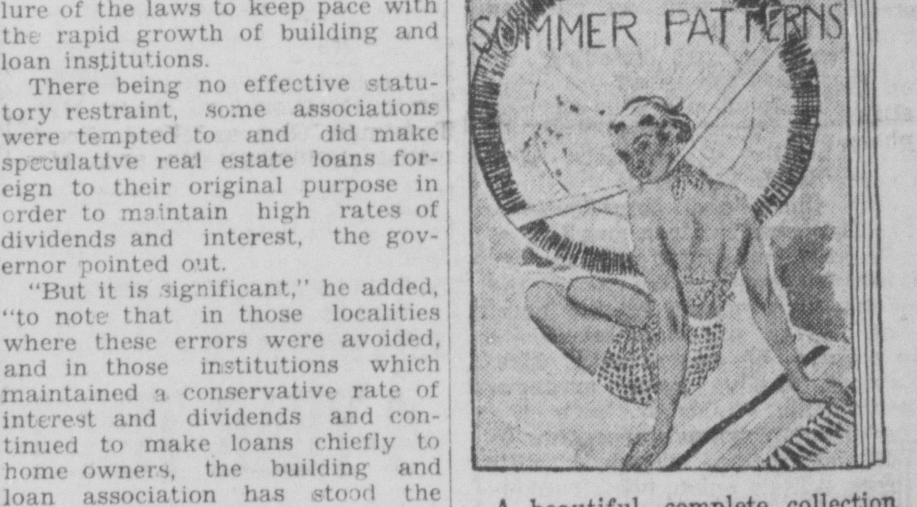 lure of the laws to keep pace with
the rapid growth of building and
loan institutions.
There being no effective statu-
tory restraint, some associations
were tempted to and did make
speculative real estate loans for-
eign to their original purpose in
order to maintain high rates of
dividends and interest, the gov-
ernor pointed out.
"But it is significant," he added,
"to note that in those localities
where these errors were avoided,
and in those institutions which
maintained a conservative rate of
interest and dividends and con-
tinued to make loans chiefly to
home owners, the building and
loan association has stood the
SUMMER PATTERNS
A beautiful, complete collection